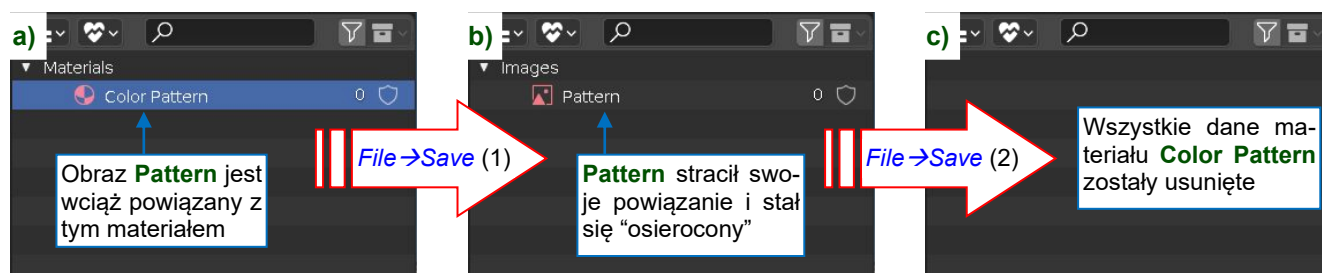 a)
Materials
Color Pattern 0
Obraz Pattern jest
wciąż powiązany z
tym materiałem
File→Save (1)
b)
Images
Pattern 0
Pattern stracił swo-
je powiązanie i stał
się “osierocony”
File→Save (2)
c)
Wszystkie dane ma-
teriału Color Pattern
zostały usunięte